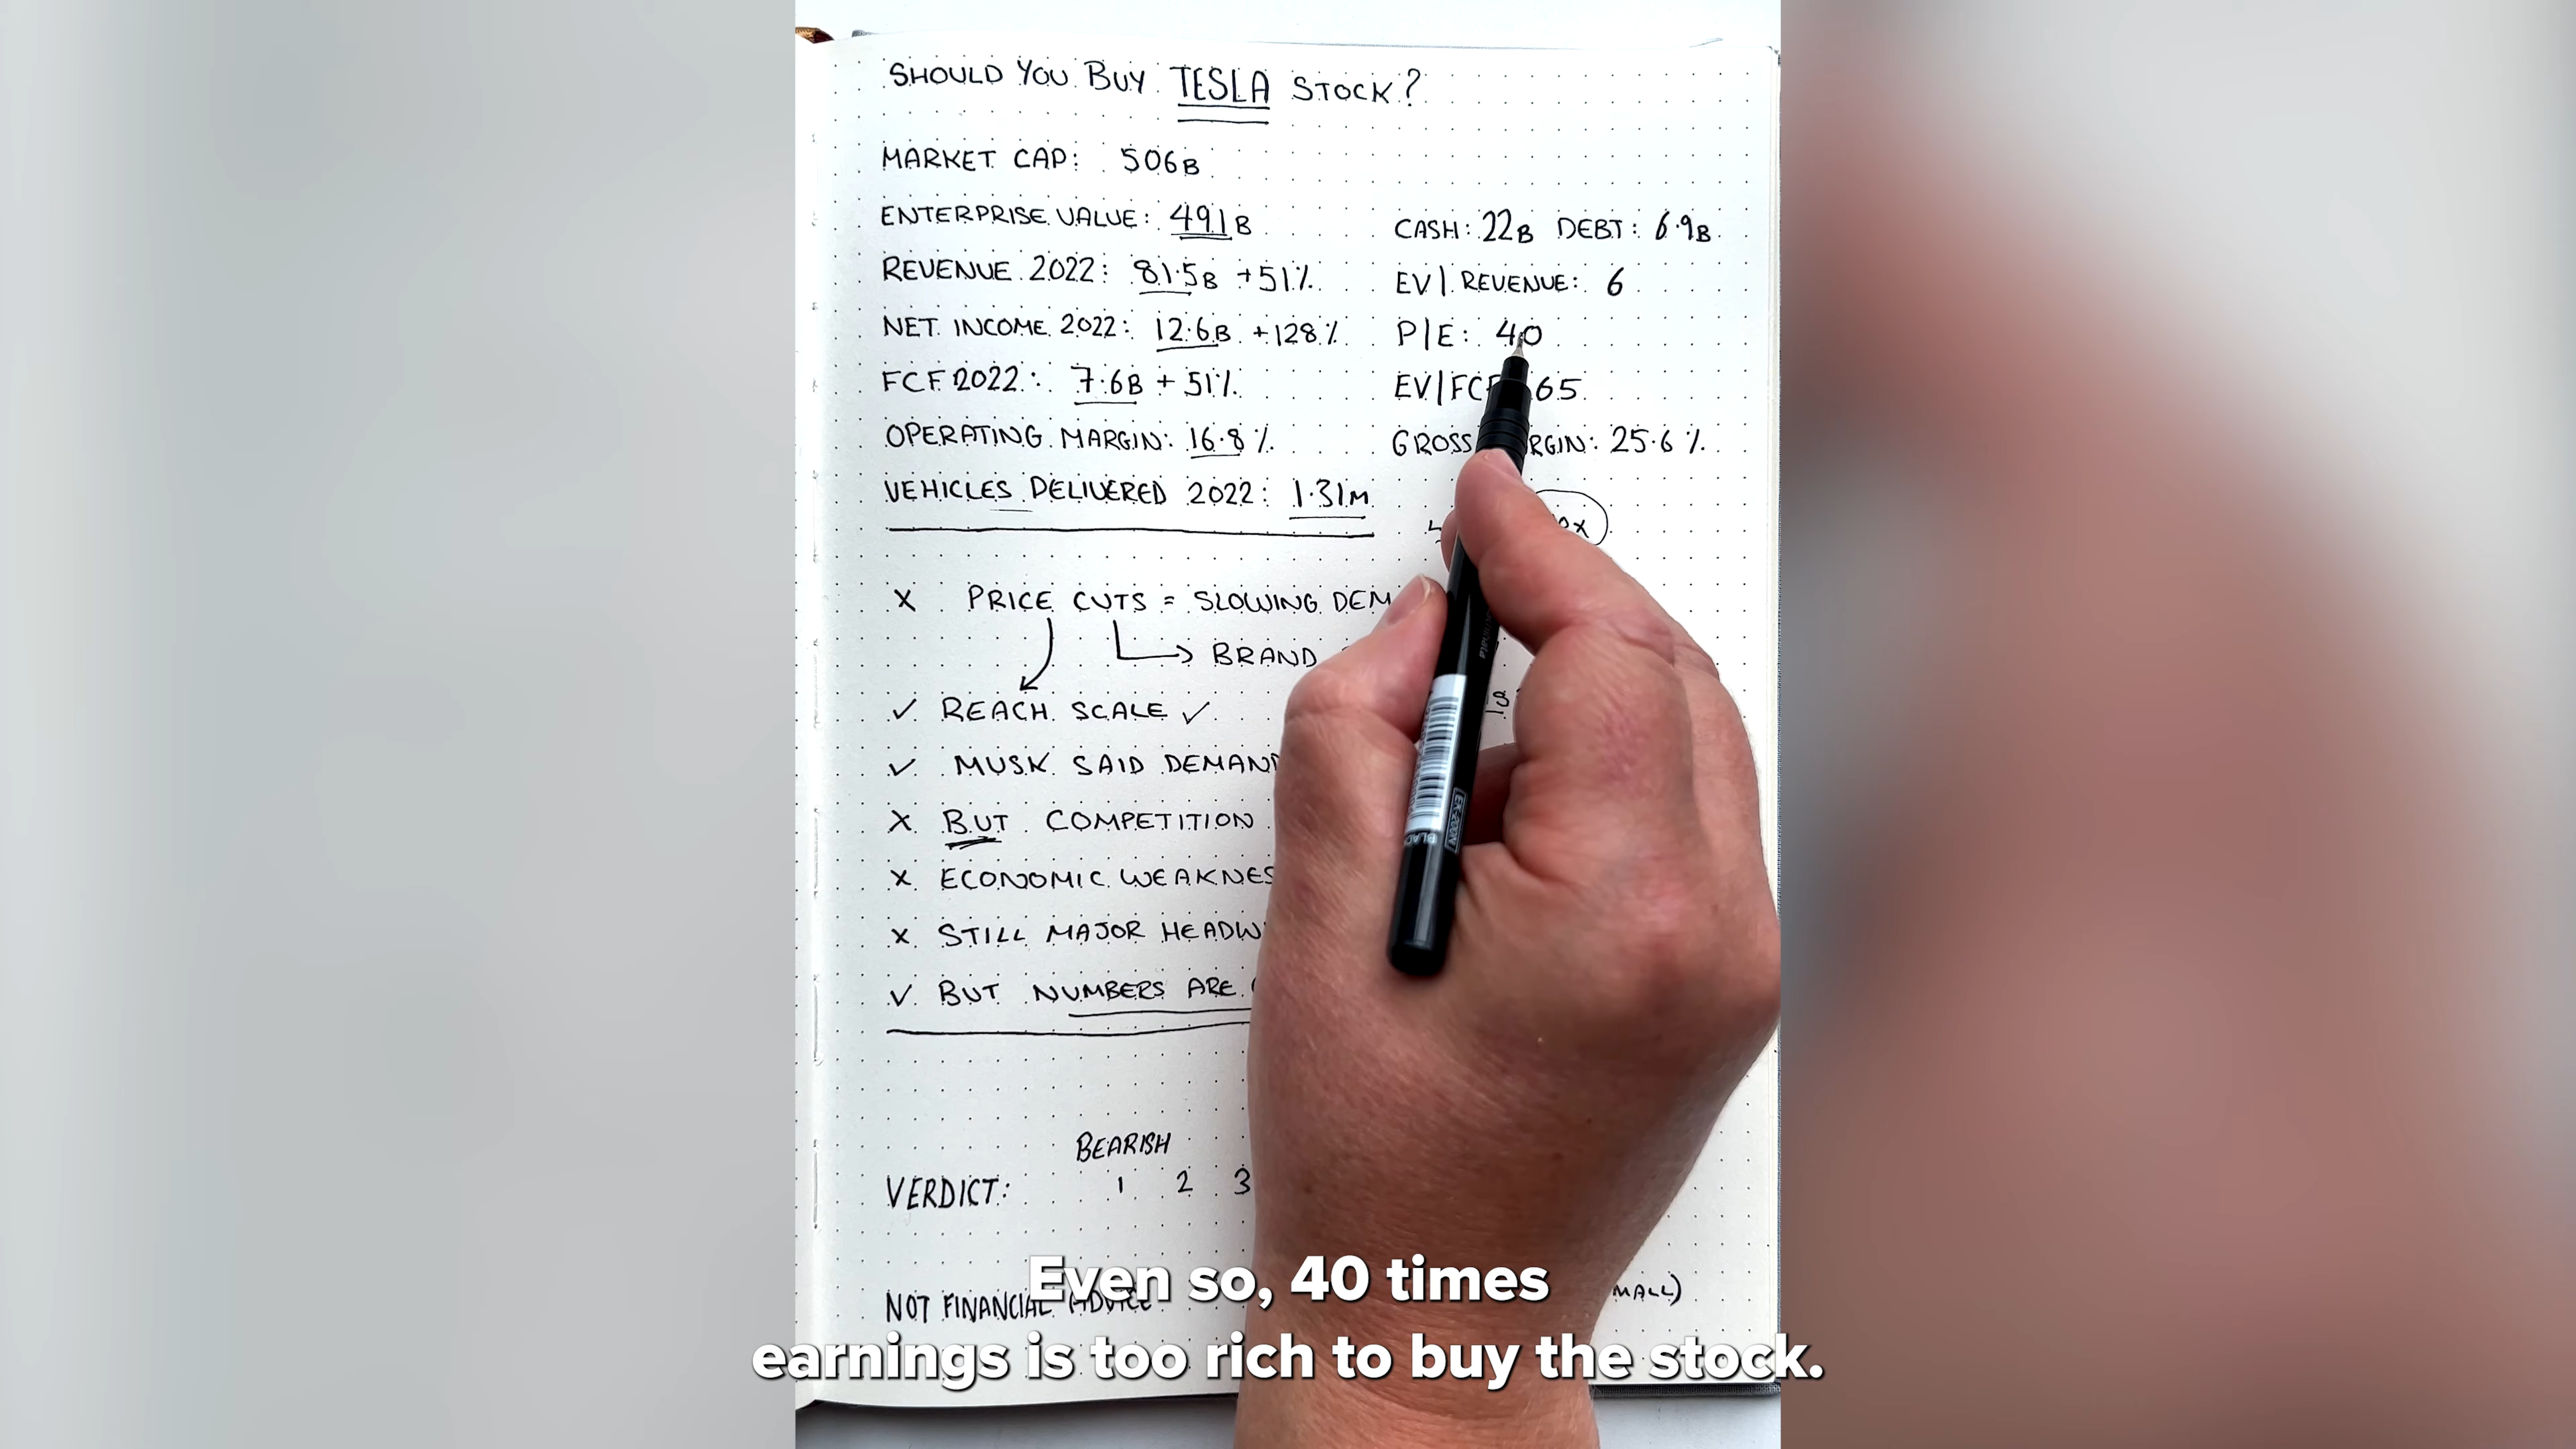 SHOULD YOU BUY TESLA STOCK?
MARKET CAP: 506B
ENTERPRISE VALUE: 491B CASH: 22B DEBT: 6.9B
REVENUE 2022: 81.5B +51% EV/REVENUE: 6
NET INCOME 2022: 12.6B +128% P/E: 40
FCF 2022: 7.6B + 51% EV/FCF 65
OPERATING MARGIN: 16.8% GROSS RGIN: 25.6%
VEHICLES DELIVERED 2022: 1.31M
X PRICE CUTS = SLOWING DEM
→ BRAND
✓ REACH SCALE ✓
✓ MUSK SAID DEMAND
X BUT COMPETITION
X ECONOMIC WEAKNES
X STILL MAJOR HEADW
✓ BUT NUMBERS ARE
BEARISH
VERDICT: 1 2 3
NOT FINANCIAL ADVICE MALL)
Even so, 40 times
earnings is too rich to buy the stock.